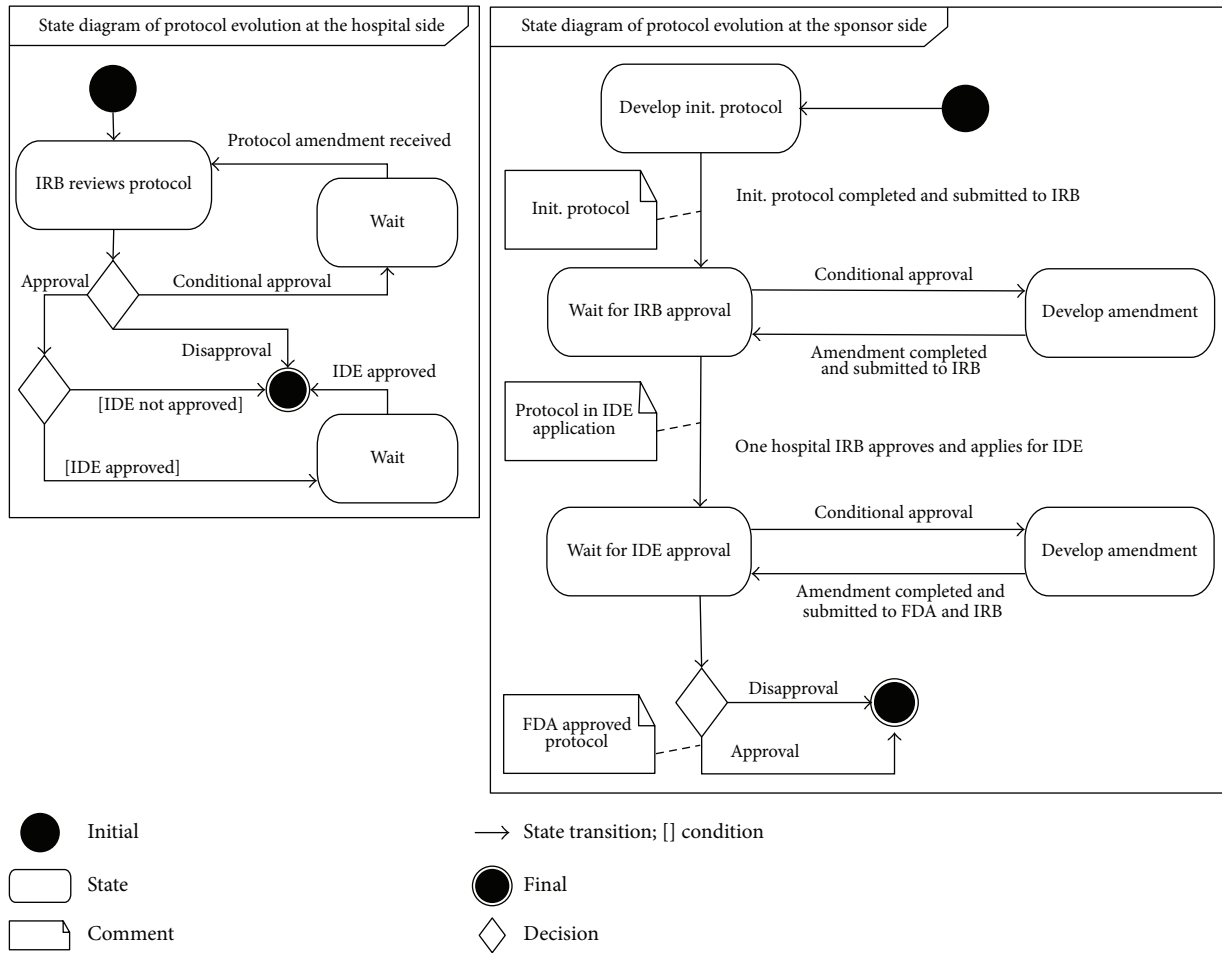 State diagram of protocol evolution at the hospital side
IRB reviews protocol
Protocol amendment received
Wait
Approval
Conditional approval
Disapproval
IDE approved
[IDE not approved]
[IDE approved]
Wait
State diagram of protocol evolution at the sponsor side
Develop init. protocol
Init. protocol
Init. protocol completed and submitted to IRB
Wait for IRB approval
Conditional approval
Develop amendment
Amendment completed
and submitted to IRB
Protocol in IDE
application
One hospital IRB approves and applies for IDE
Wait for IDE approval
Conditional approval
Develop amendment
Amendment completed and
submitted to FDA and IRB
Disapproval
FDA approved
protocol
Approval
Initial
State transition; [] condition
State
Final
Comment
Decision